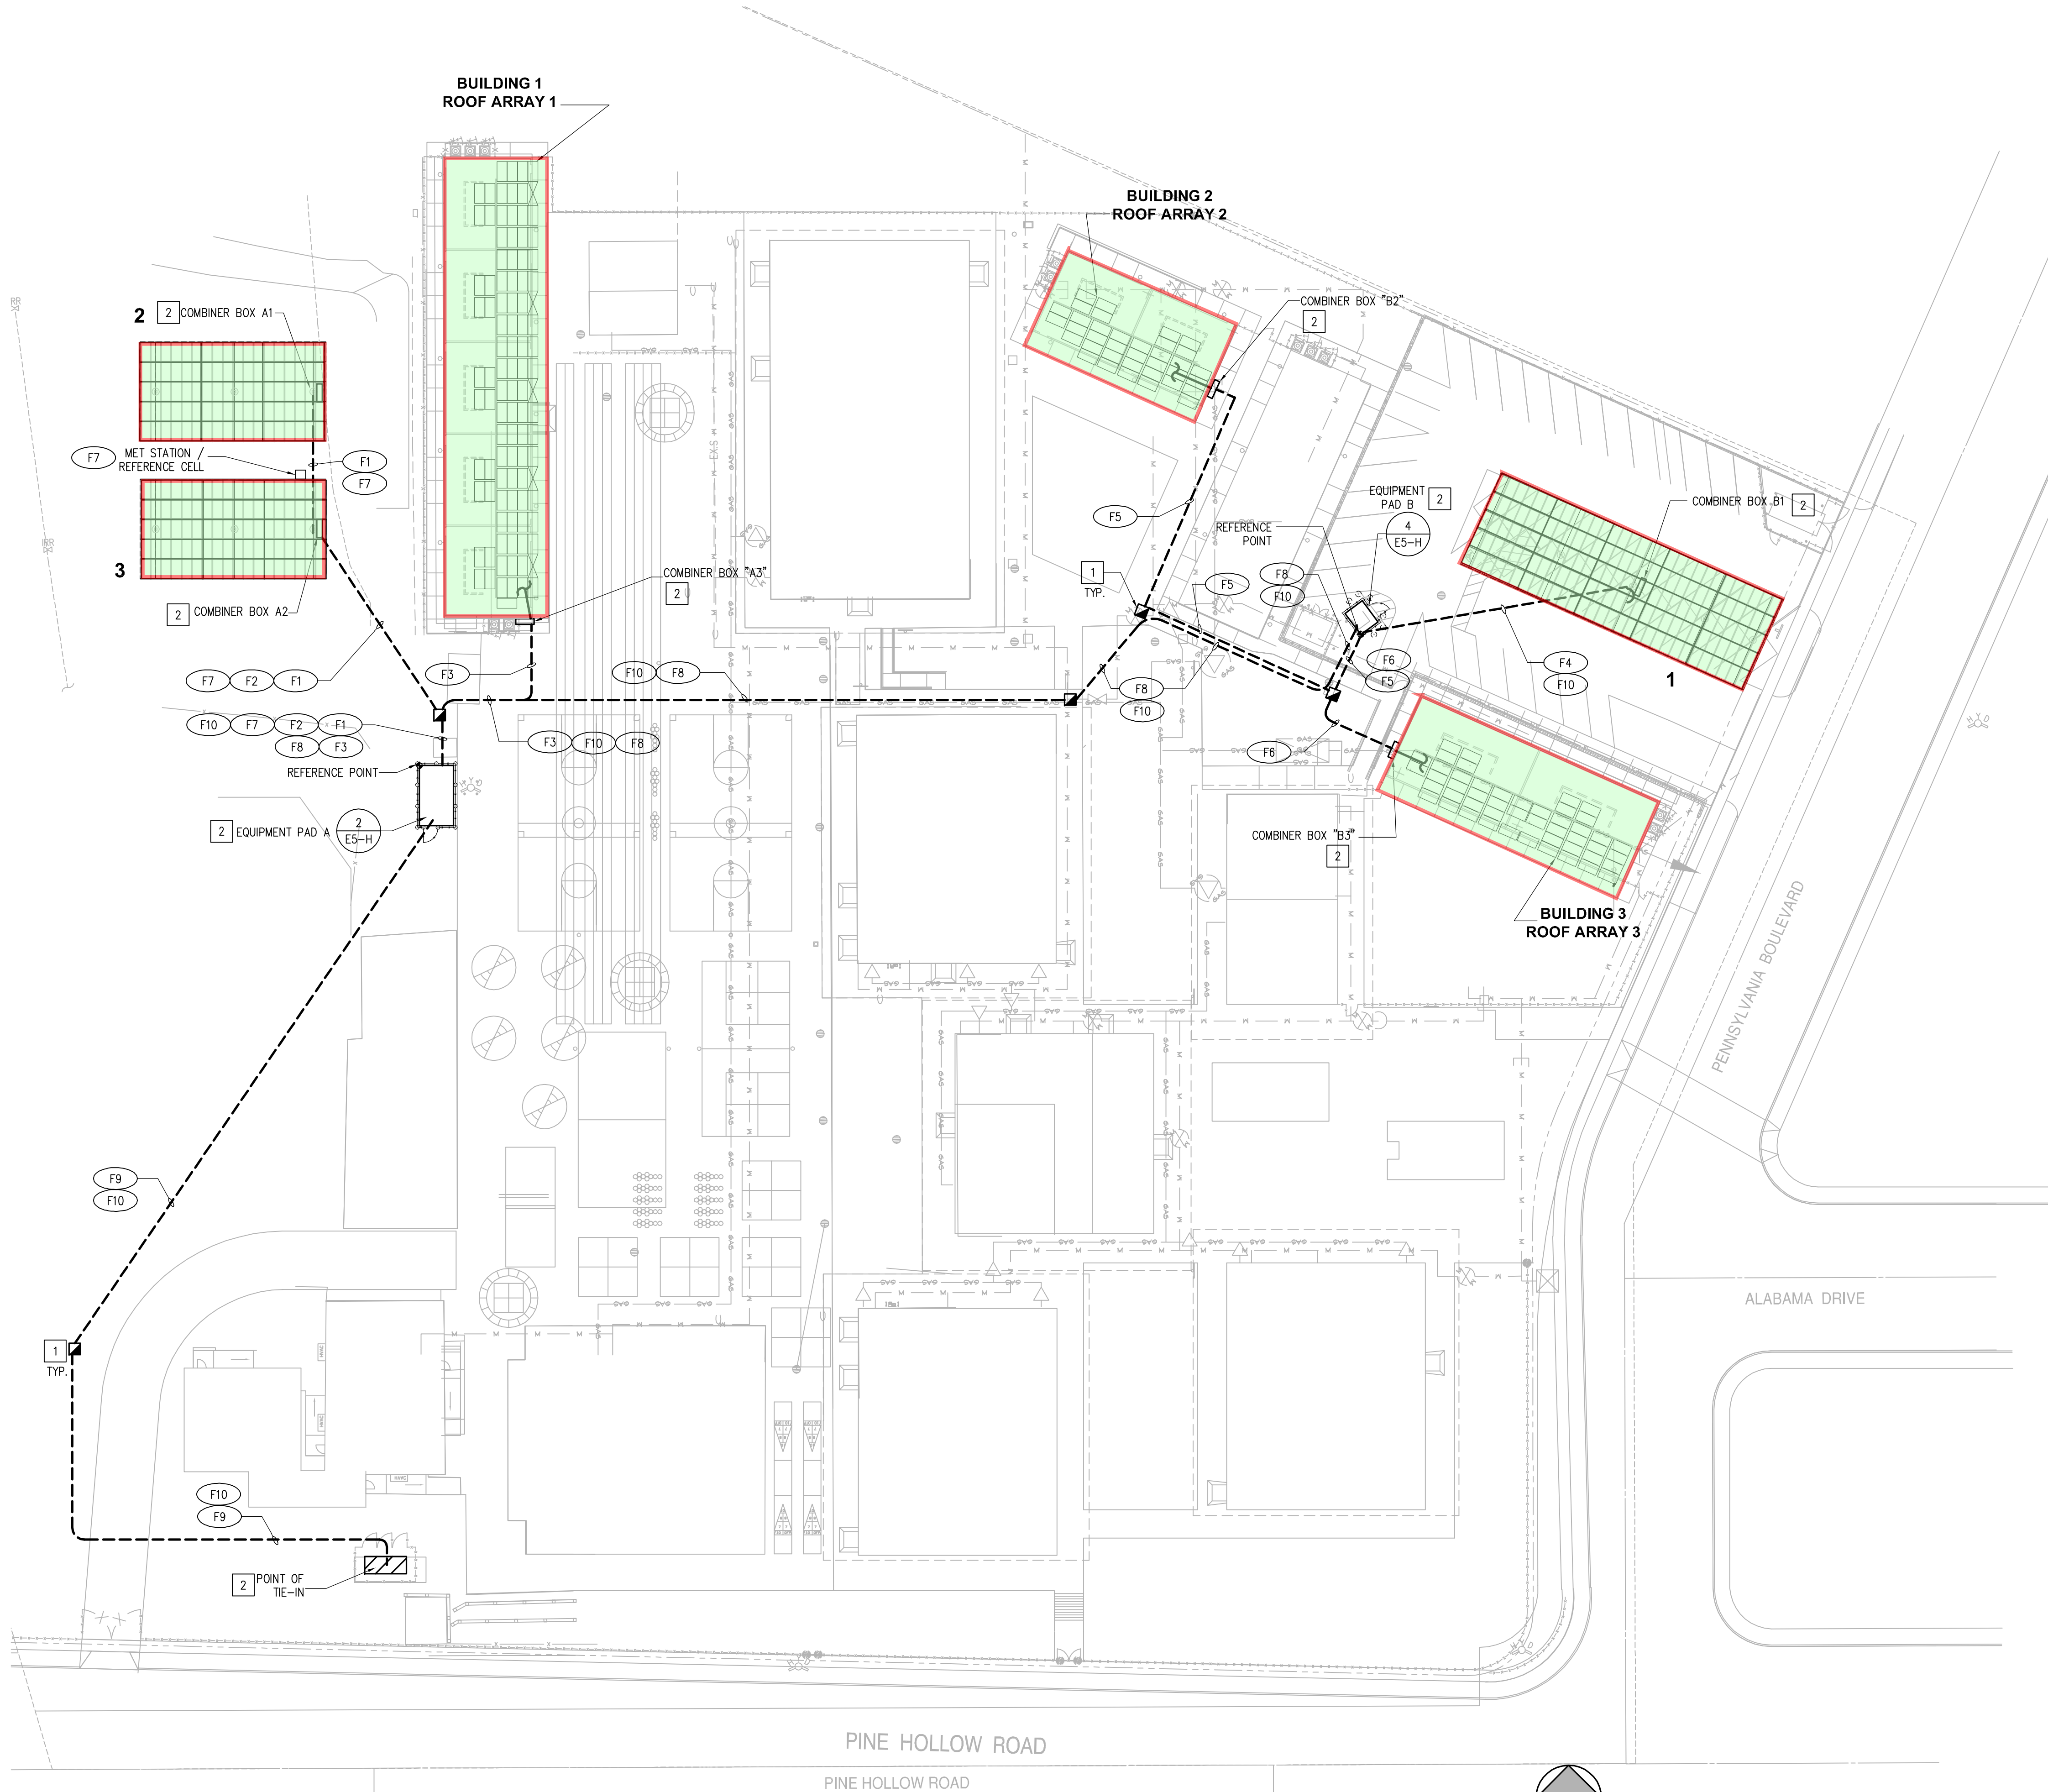 BUILDING 1
ROOF ARRAY 1
BUILDING 2
ROOF ARRAY 2
COMBINER BOX "B2"
2
2
2
COMBINER BOX A1
F7
MET STATION /
REFERENCE CELL
F1
F7
3
2
COMBINER BOX A2
COMBINER BOX "A3"
2
F5
EQUIPMENT
PAD B
2
REFERENCE
POINT
4
E5-H
COMBINER BOX B1
2
1
TYP.
F5
F8
F10
F7
F2
F1
F3
F10
F8
F8
F10
F6
F5
F4
F10
1
F10
F7
F2
F1
F8
F3
F3
F10
F8
F6
REFERENCE POINT
2
EQUIPMENT PAD A
2
E5-H
COMBINER BOX "B3"
2
BUILDING 3
ROOF ARRAY 3
PENNSYLVANIA BOULEVARD
F9
F10
ALABAMA DRIVE
1
TYP.
F10
F9
2
POINT OF
TIE-IN
PINE HOLLOW ROAD
PINE HOLLOW ROAD